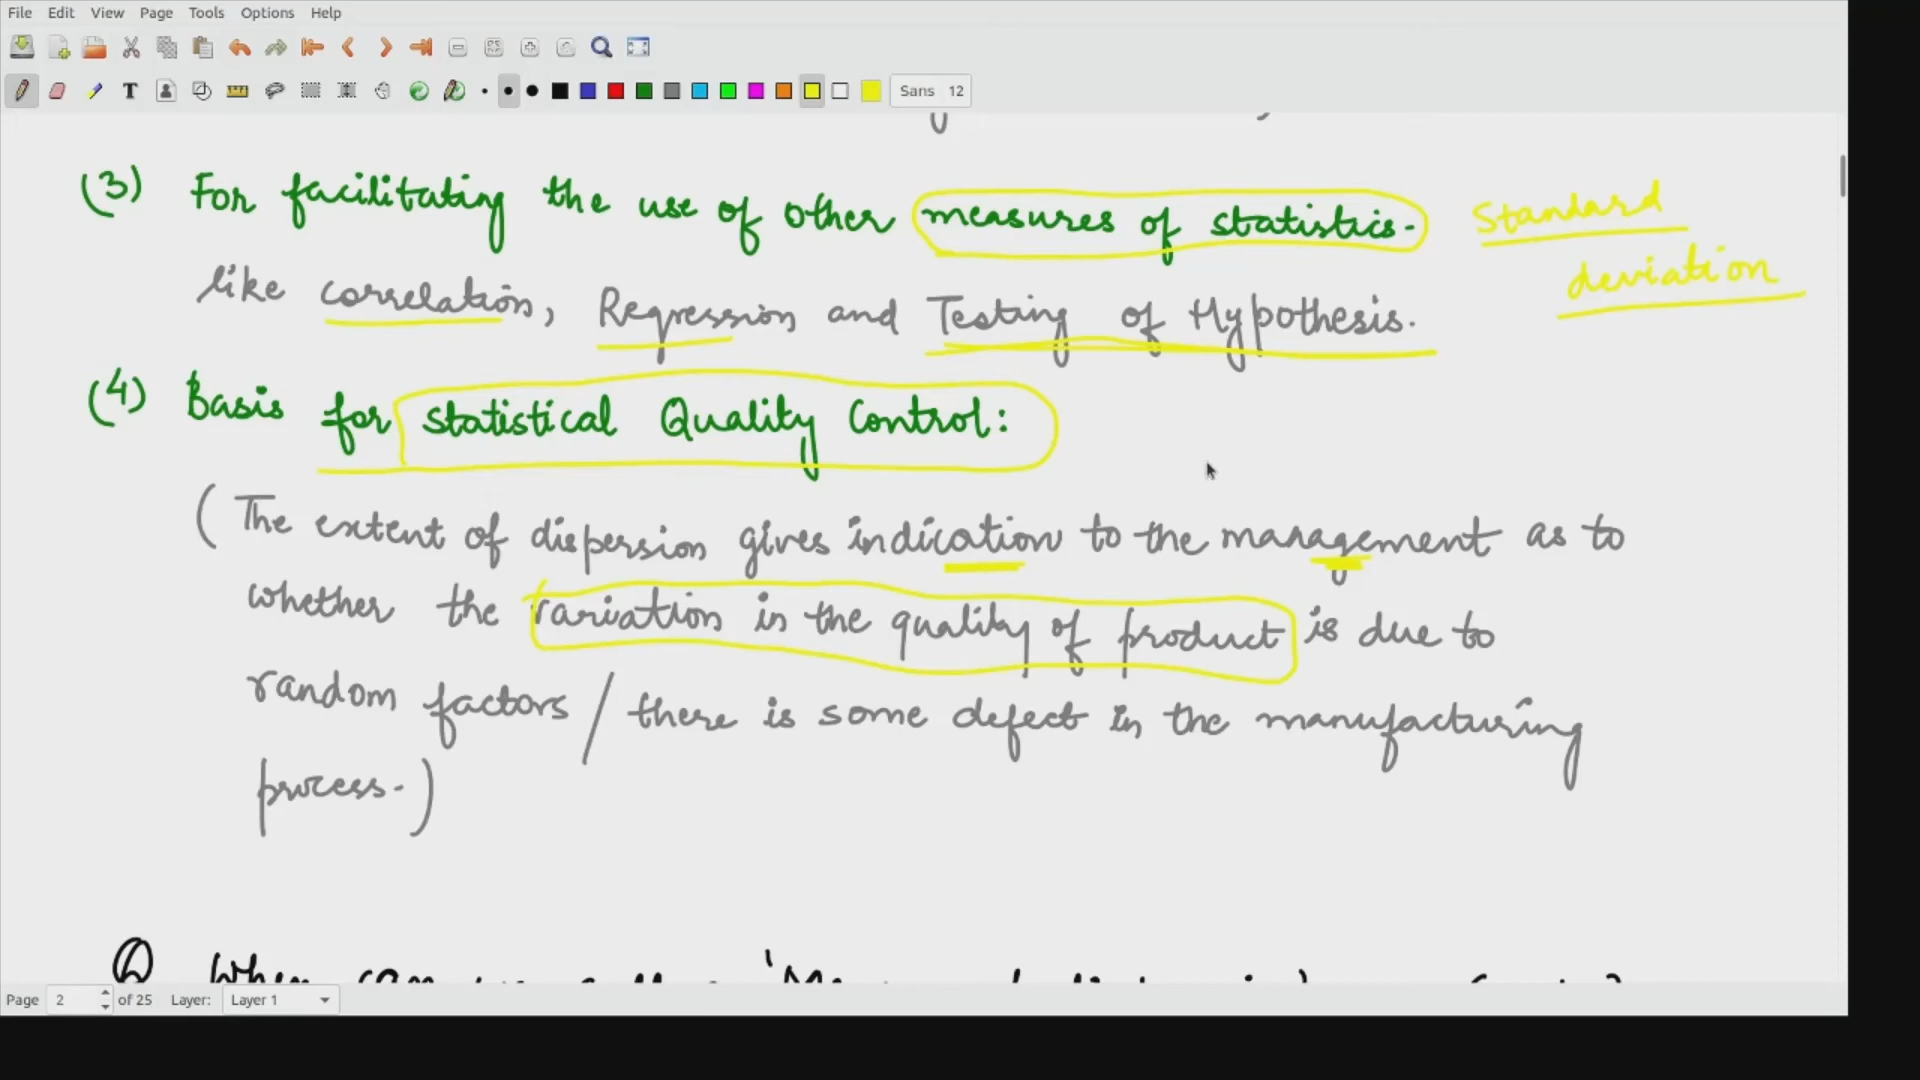 File Edit View Page Tools Options Help
T Sans 12
(3) For facilitating the use of other measures of statistics.
Standard deviation
like correlation, Regression and Testing of Hypothesis.
(4) Basis for statistical Quality Control:
(The extent of dispersion gives indication to the management as to
whether the variation in the quality of product is due to
random factors / there is some defect in the manufacturing
process.)
Q
Page 2 of 25 Layer: Layer 1